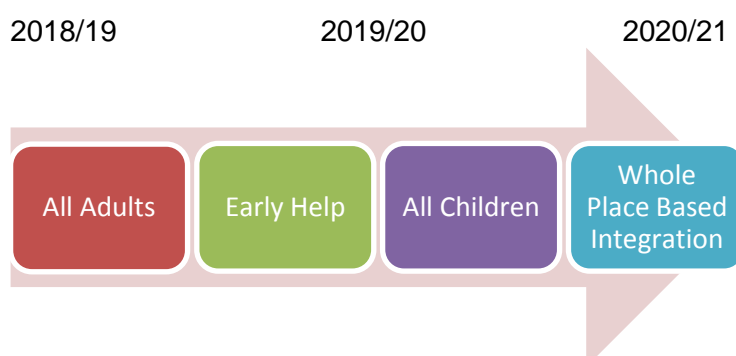 2018/19 2019/20 2020/21
All Adults Early Help All Children Whole
Place Based
Integration